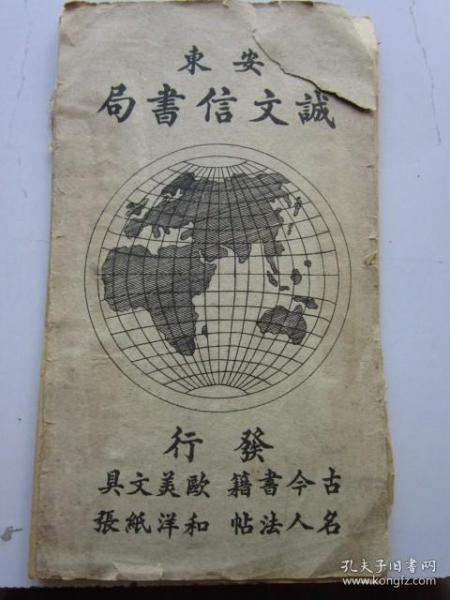 安東
誠文信書局
發行
古今書籍 歐美文具
名人法帖 和洋紙張
孔夫子旧书网
www.kongfz.com